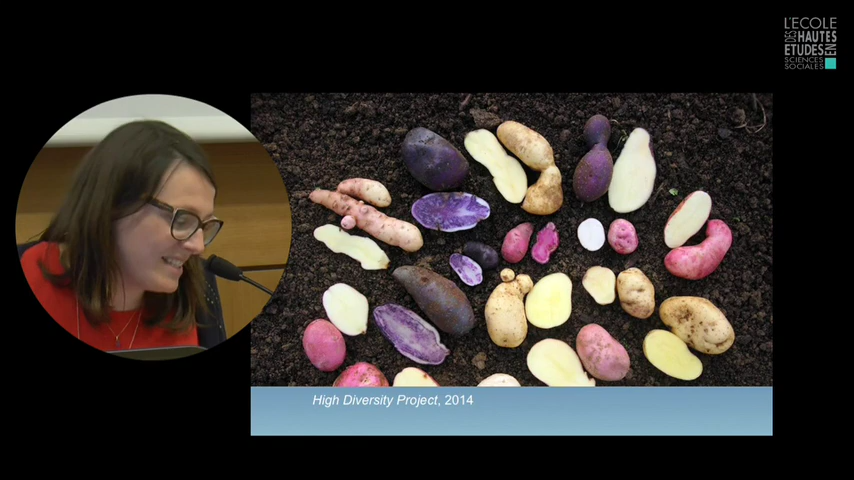 L'ECOLE
DES HAUTES
ETUDES EN
SCIENCES
SOCIALES
High Diversity Project, 2014